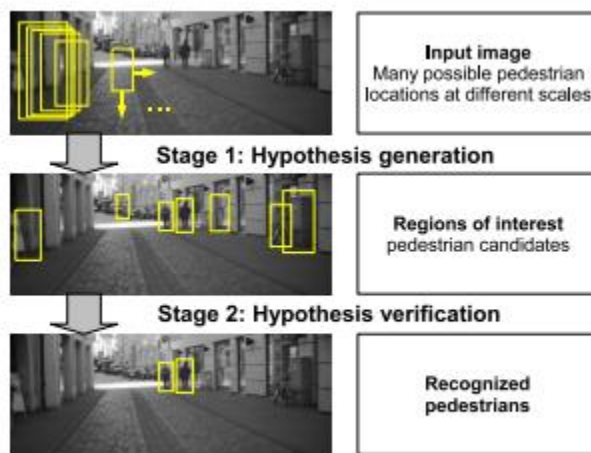 Input image
Many possible pedestrian
locations at different scales
...
Stage 1: Hypothesis generation
Regions of interest
pedestrian candidates
Stage 2: Hypothesis verification
Recognized
pedestrians